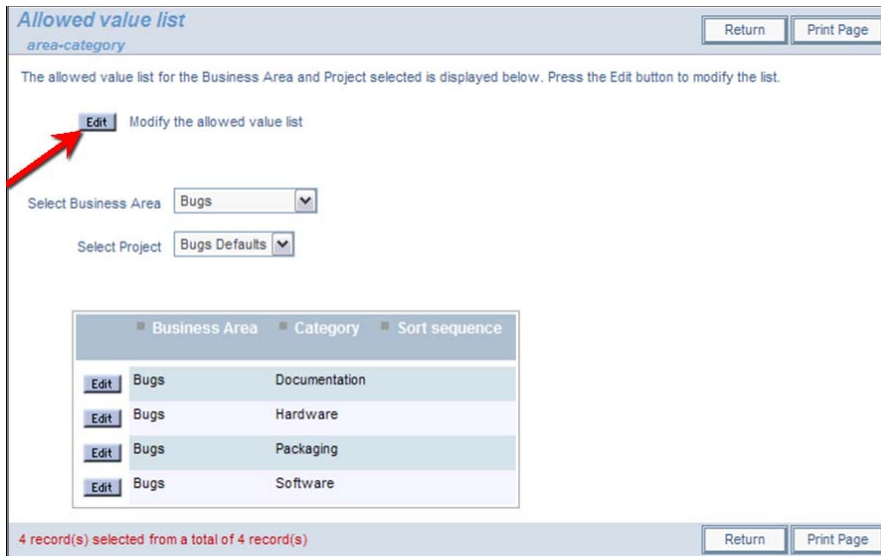 Allowed value list
area-category
Return Print Page
The allowed value list for the Business Area and Project selected is displayed below. Press the Edit button to modify the list.
Edit Modify the allowed value list
Select Business Area Bugs
Select Project Bugs Defaults
Business Area Category Sort sequence
Edit Bugs Documentation
Edit Bugs Hardware
Edit Bugs Packaging
Edit Bugs Software
4 record(s) selected from a total of 4 record(s) Return Print Page